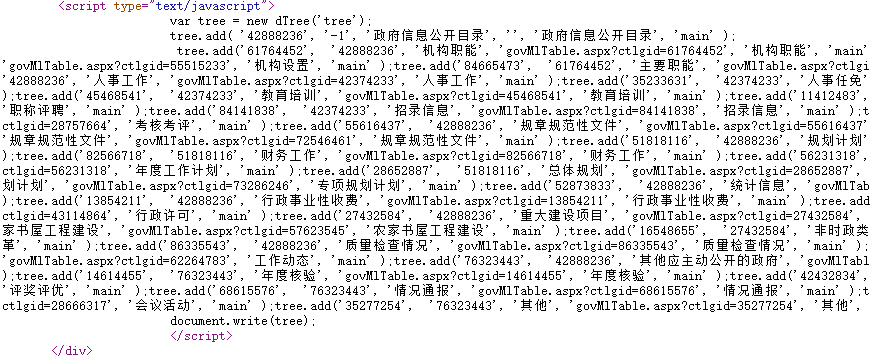 <script type="text/javascript">
var tree = new dTree('tree');
tree.add( '42888236', '-1', '政府信息公开目录', '', '政府信息公开目录', 'main' );
tree.add('61764452', '42888236', '机构职能', 'govMlTable.aspx?ctlgid=61764452', '机构职能', 'main'
'govMlTable.aspx?ctlgid=55515233', '机构设置', 'main' );tree.add('84665473', '61764452', '主要职能', 'govMlTable.aspx?ctlgid
'42888236', '人事工作', 'govMlTable.aspx?ctlgid=42374233', '人事工作', 'main' );tree.add('35233631', '42374233', '人事任免'
);tree.add('45468541', '42374233', '教育培训', 'govMlTable.aspx?ctlgid=45468541', '教育培训', 'main' );tree.add('11412483',
'职称评聘', 'main' );tree.add('84141838', '42374233', '招录信息', 'govMlTable.aspx?ctlgid=84141838', '招录信息', 'main' );t
ctlgid=28757664', '考核考评', 'main' );tree.add('55616437', '42888236', '规章规范性文件', 'govMlTable.aspx?ctlgid=55616437'
'规章规范性文件', 'govMlTable.aspx?ctlgid=72546461', '规章规范性文件', 'main' );tree.add('51818116', '42888236', '规划计划'
);tree.add('82566718', '51818116', '财务工作', 'govMlTable.aspx?ctlgid=82566718', '财务工作', 'main' );tree.add('56231318',
ctlgid=56231318', '年度工作计划', 'main' );tree.add('28652887', '51818116', '总体规划', 'govMlTable.aspx?ctlgid=28652887',
划计划', 'govMlTable.aspx?ctlgid=73286246', '专项规划计划', 'main' );tree.add('52873833', '42888236', '统计信息', 'govMlTabl
);tree.add('13854211', '42888236', '行政事业性收费', 'govMlTable.aspx?ctlgid=13854211', '行政事业性收费', 'main' );tree.add
ctlgid=43114864', '行政许可', 'main' );tree.add('27432584', '42888236', '重大建设项目', 'govMlTable.aspx?ctlgid=27432584',
家书屋工程建设', 'govMlTable.aspx?ctlgid=57623545', '农家书屋工程建设', 'main' );tree.add('16548655', '27432584', '非时政类
革', 'main' );tree.add('86335543', '42888236', '质量检查情况', 'govMlTable.aspx?ctlgid=86335543', '质量检查情况', 'main' );
'govMlTable.aspx?ctlgid=62264783', '工作动态', 'main' );tree.add('76323443', '42888236', '其他应主动公开的政府', 'govMlTabl
);tree.add('14614455', '76323443', '年度核验', 'govMlTable.aspx?ctlgid=14614455', '年度核验', 'main' );tree.add('42432834',
'评奖评优', 'main' );tree.add('68615576', '76323443', '情况通报', 'govMlTable.aspx?ctlgid=68615576', '情况通报', 'main' );t
ctlgid=28666317', '会议活动', 'main' );tree.add('35277254', '76323443', '其他', 'govMlTable.aspx?ctlgid=35277254', '其他',
document.write(tree);
</script>
</div>